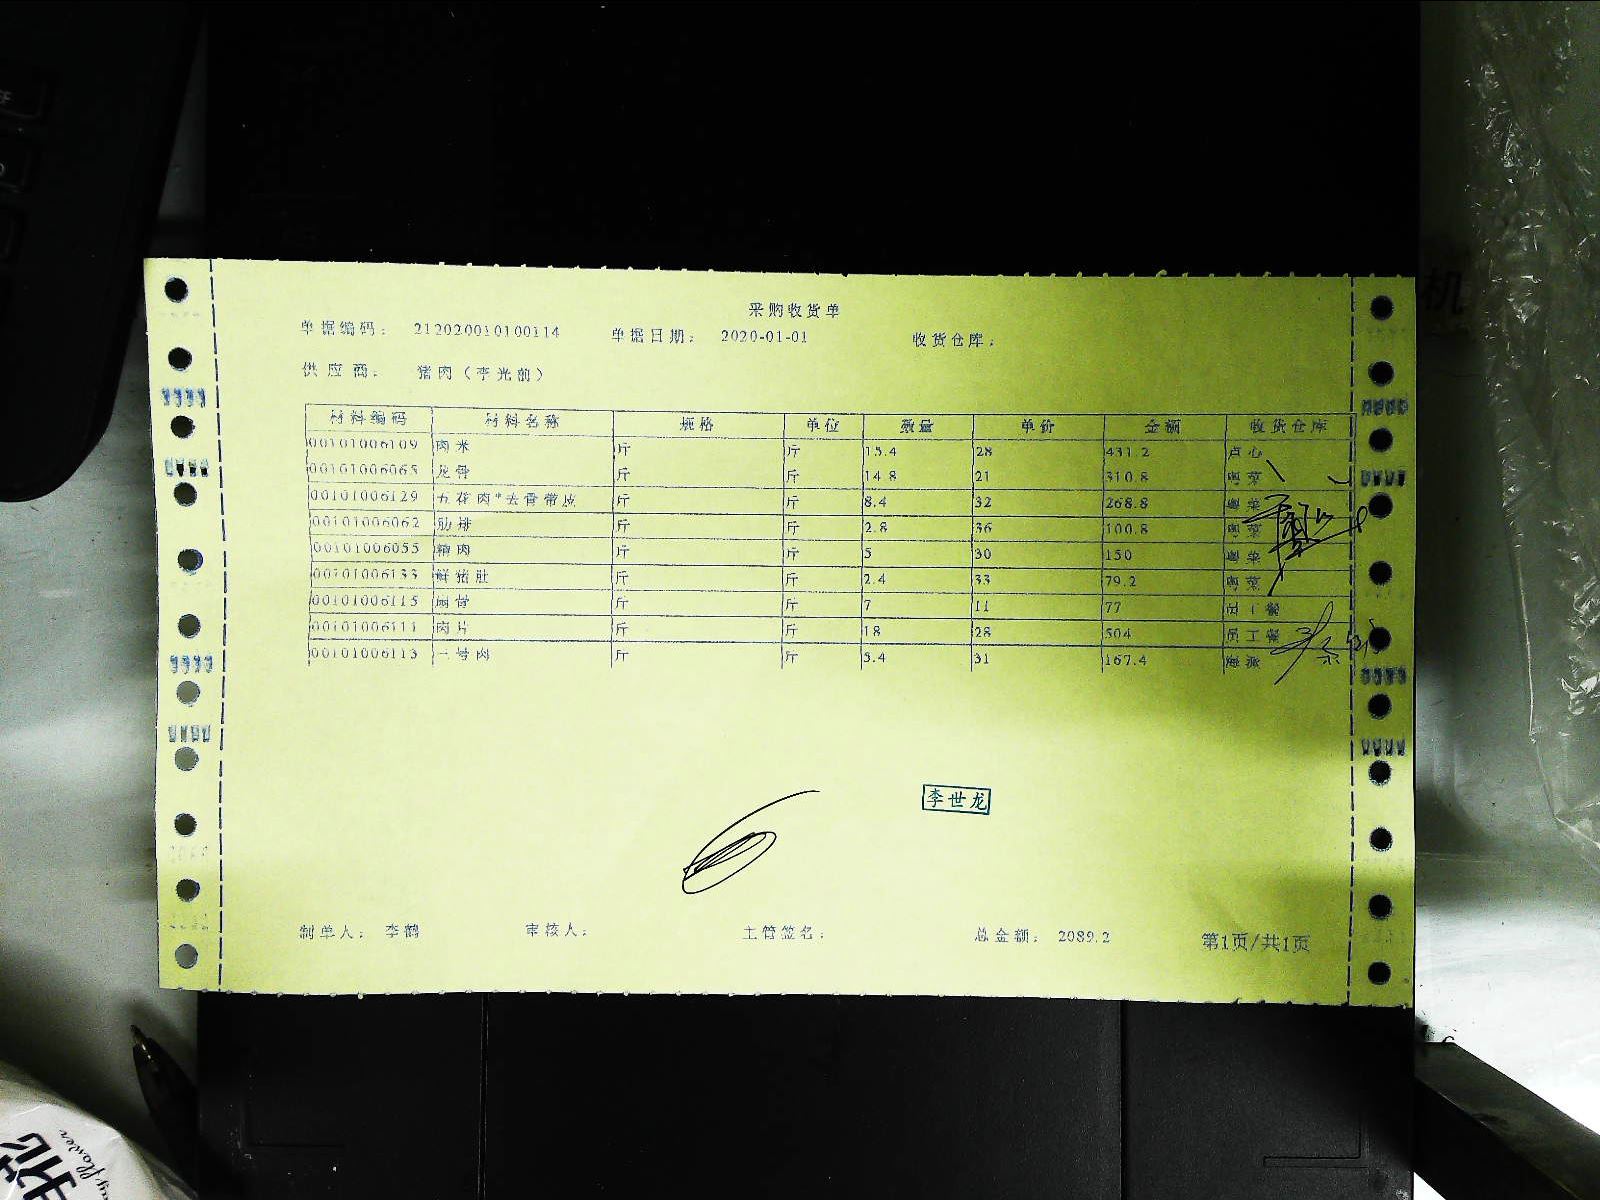 采购收货单
单据编码： 212020010100114 单据日期： 2020-01-01 收货仓库：
供应商： 猪肉（李光前）
材料编码 材料名称 规格 单位 数量 单价 金额 收货仓库
00101006109 肉米 斤 斤 15.4 28 431.2 点心
00101006065 龙骨 斤 斤 14.8 21 310.8 粤菜
00101006129 五花肉*去骨带皮 斤 斤 8.4 32 268.8 粤菜
00101006062 肋排 斤 斤 2.8 36 100.8 粤菜
00101006055 精肉 斤 斤 5 30 150 粤菜
00101006133 鲜猪肚 斤 斤 2.4 33 79.2 粤菜
00101006115 斤 斤 7 11 77 员工餐
00101006111 肉片 斤 斤 18 28 504 员工餐
00101006113 一号肉 斤 斤 5.4 31 167.4
李世龙
制单人： 李鹤 审核人： 主管签名： 总金额： 2089.2 第1页/共1页
机